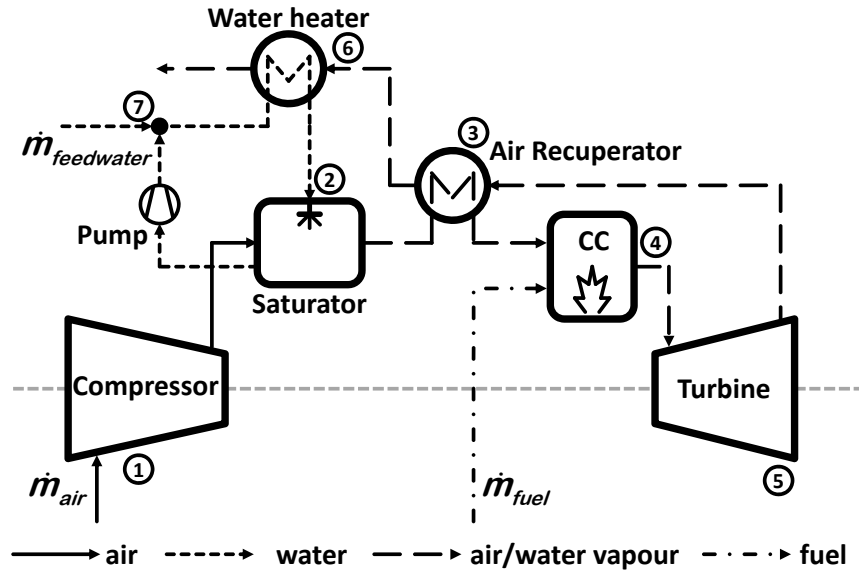 Water heater
6
7
3
ṁfeedwater
Air Recuperator
2
Pump
CC
4
Saturator
Compressor
Turbine
1
5
ṁair
ṁfuel
air
water
air/water vapour
fuel